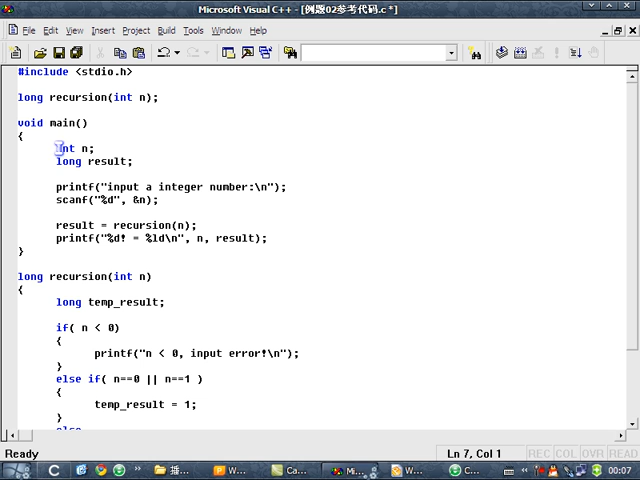 Microsoft Visual C++ - [例题02参考代码.c *]
File Edit View Insert Project Build Tools Window Help
#include <stdio.h>
long recursion(int n);
void main()
{
int n;
long result;
printf("input a integer number:\n");
scanf("%d", &n);
result = recursion(n);
printf("%d! = %ld\n", n, result);
}
long recursion(int n)
{
long temp_result;
if( n < 0)
{
printf("n < 0, input error!\n");
}
else if( n==0 || n==1 )
{
temp_result = 1;
}
else
Ready Ln 7, Col 1 REC COL OVR READ
播... W... Ca... Mi... W... C... 00:07